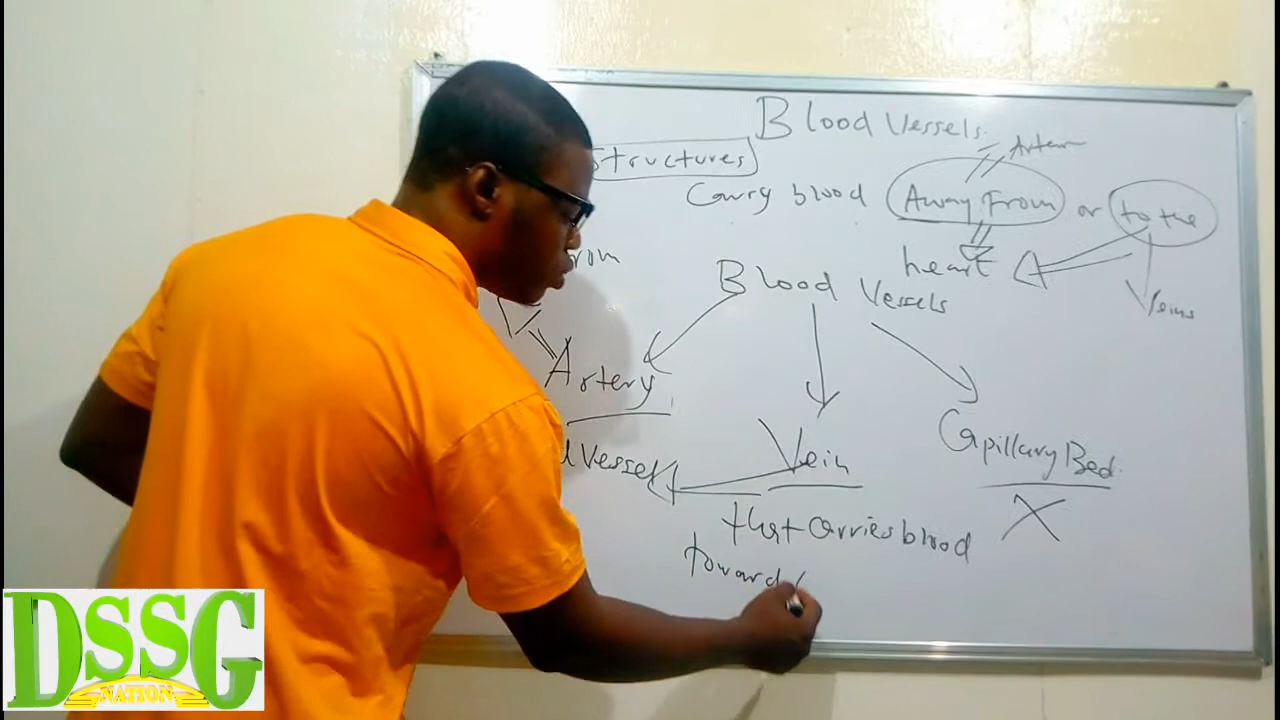 Blood Vessels.
Structures
Artery
Carry blood Away From or to the
heart
Veins
rom
Blood Vessels
Artery
Vein
Capillary Bed.
Vessel
X
that carries blood
towards
DSSG
NATION